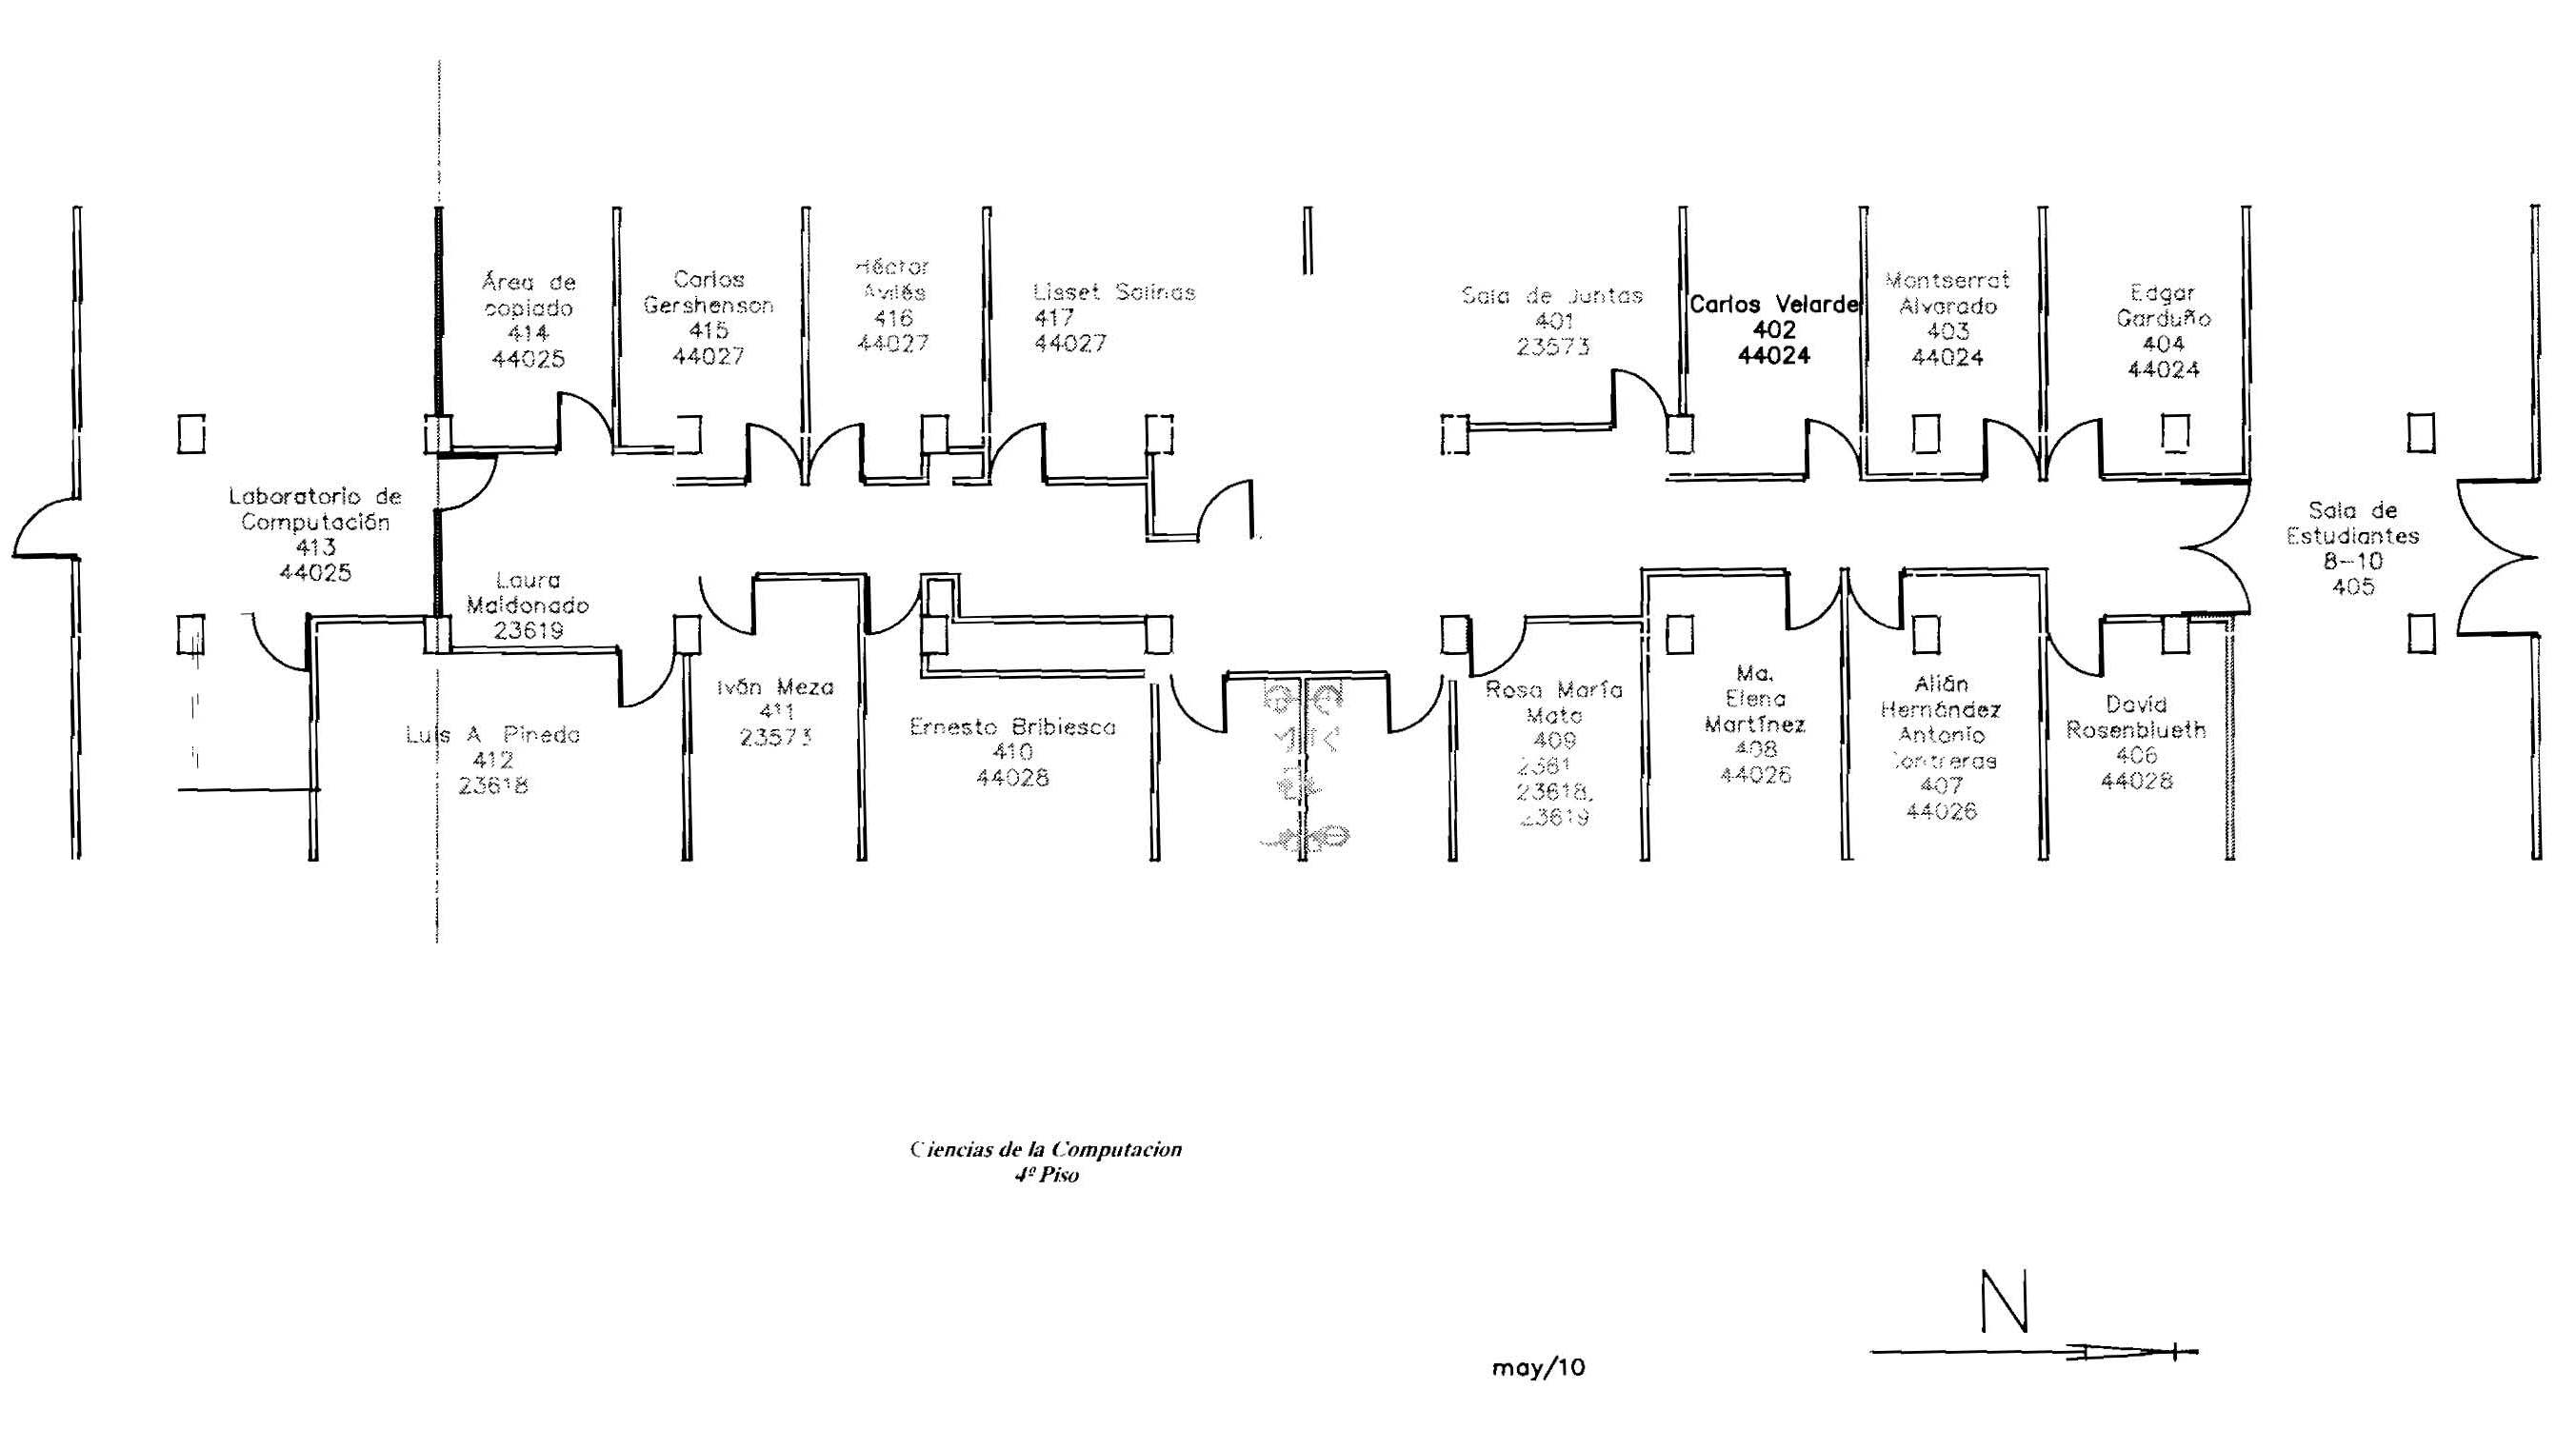 Área de
copiado
414
44025
Carlos
Gershenson
415
44027
Héctor
Avilés
416
44027
Lisset Salinas
417
44027
Sala de Juntas
401
23573
Carlos Velarde
402
44024
Montserrat
Alvarado
403
44024
Edgar
Garduño
404
44024
Laboratorio de
Computación
413
44025
Laura
Maldonado
23619
Sala de
Estudiantes
8-10
405
Luis A Pineda
412
23618
Iván Meza
411
23573
Ernesto Bribiesca
410
44028
Rosa María
Mata
409
2361
23618,
23619
Ma.
Elena
Martínez
408
44026
Alián
Hernández
Antonio
Contreras
407
44026
David
Rosenblueth
406
44028
Ciencias de la Computacion
4º Piso
N
may/10